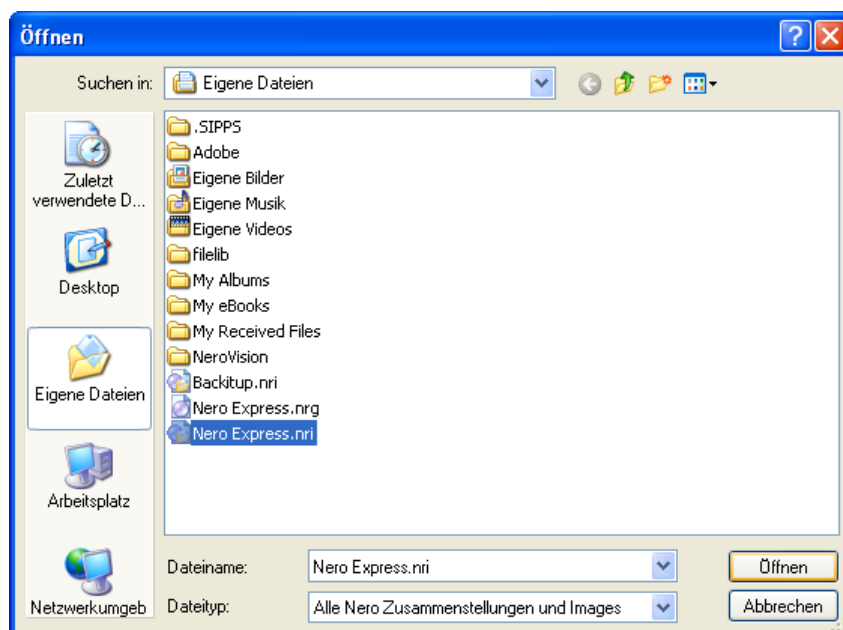 Öffnen
Suchen in:
Eigene Dateien
Zuletzt
verwendete D...
Desktop
Eigene Dateien
Arbeitsplatz
Netzwerkumgeb
.SIPPS
Adobe
Eigene Bilder
Eigene Musik
Eigene Videos
filelib
My Albums
My eBooks
My Received Files
NeroVision
Backitup.nri
Nero Express.nrg
Nero Express.nri
Dateiname:
Nero Express.nri
Öffnen
Dateityp:
Alle Nero Zusammenstellungen und Images
Abbrechen